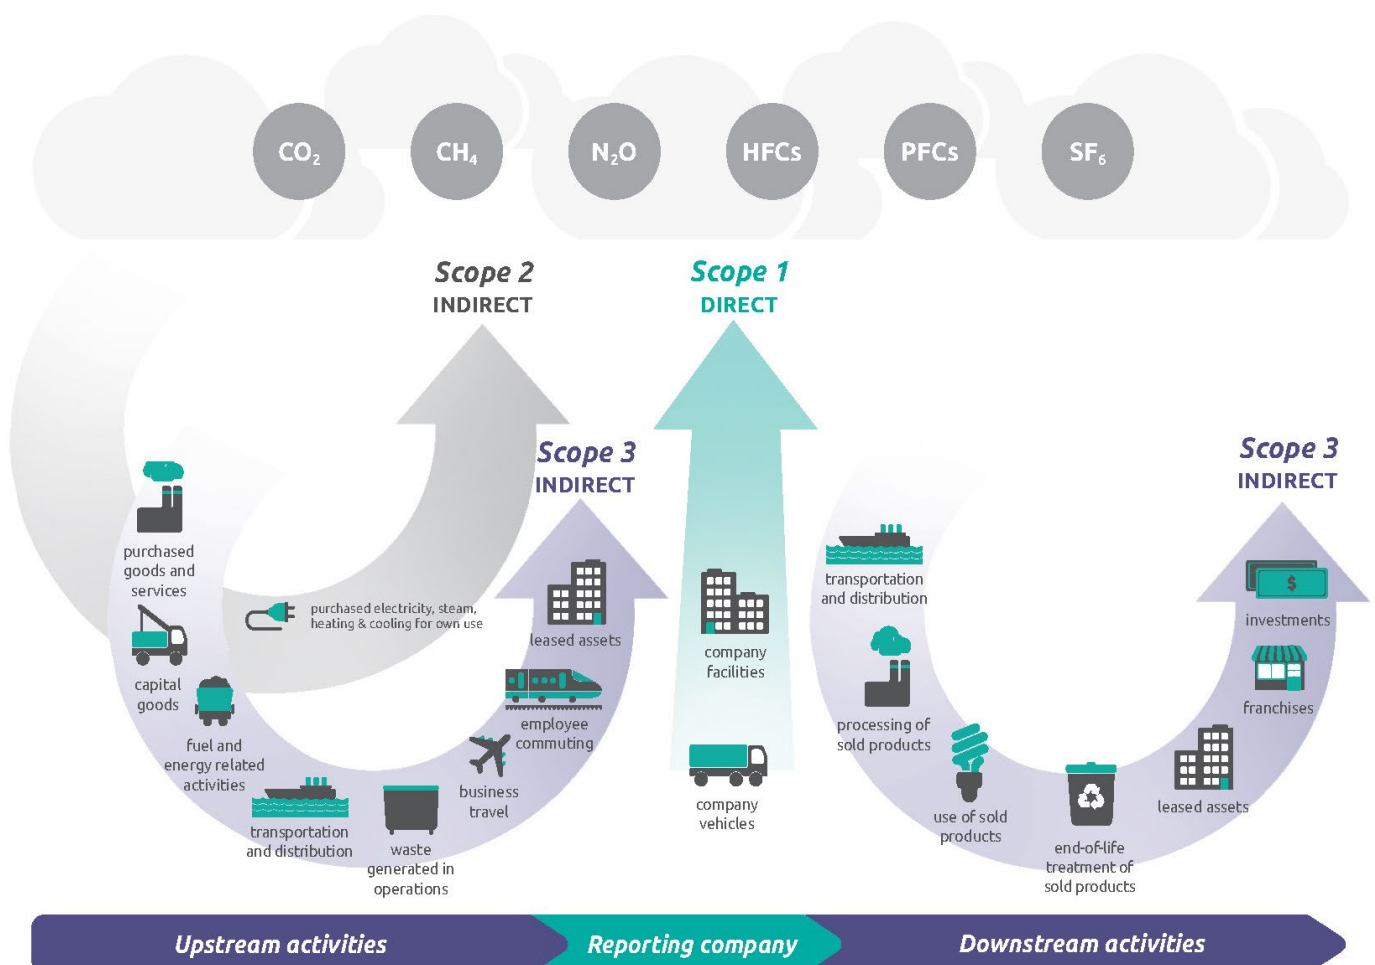 CO₂
CH₄
N₂O
HFCs
PFCs
SF₆
Scope 2
INDIRECT
Scope 1
DIRECT
Scope 3
INDIRECT
Scope 3
INDIRECT
purchased
goods and
services
capital
goods
fuel and
energy related
activities
purchased electricity, steam,
heating & cooling for own use
transportation
and distribution
waste
generated in
operations
business
travel
employee
commuting
leased assets
company
facilities
company
vehicles
transportation
and distribution
processing of
sold products
use of sold
products
end-of-life
treatment of
sold products
leased assets
franchises
$
investments
Upstream activities
Reporting company
Downstream activities